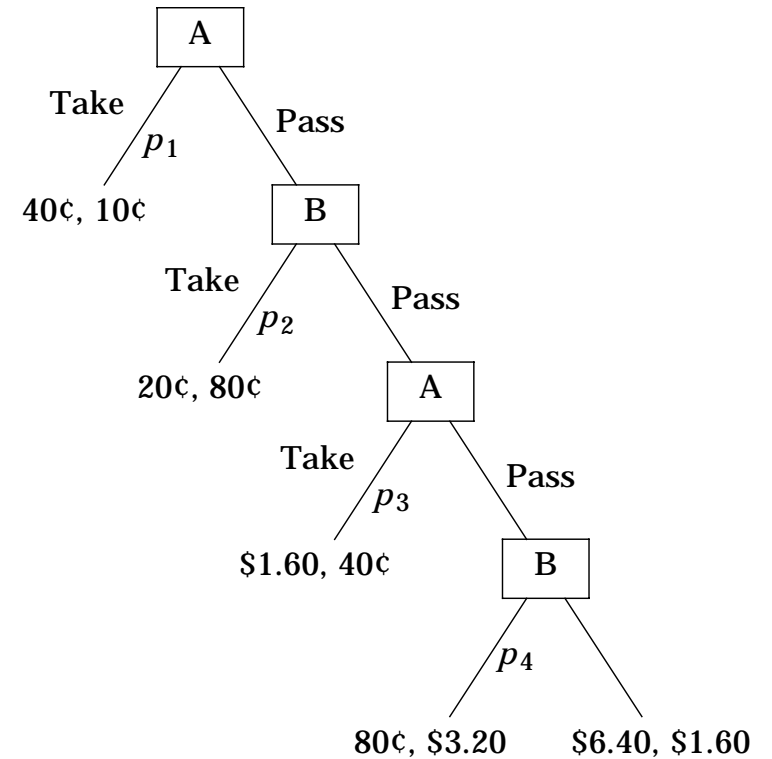 A
Take
Pass
p1
40¢, 10¢
B
Take
Pass
p2
20¢, 80¢
A
Take
Pass
p3
$1.60, 40¢
B
p4
80¢, $3.20
$6.40, $1.60